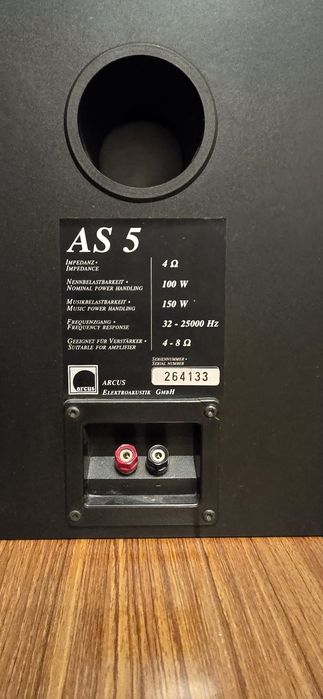 AS 5
IMPEDANZ •
IMPEDANCE
4 Ω
NENNBELASTBARKEIT •
NOMINAL POWER HANDLING
100 W
MUSIKBELASTBARKEIT •
MUSIC POWER HANDLING
150 W
FREQUENZGANG •
FREQUENCY RESPONSE
32 - 25000 Hz
GEEIGNET FÜR VERSTÄRKER •
SUITABLE FOR AMPLIFIER
4 - 8 Ω
SERIENNUMMER •
SERIAL NUMBER
264133
arcus
ARCUS
ELEKTROAKUSTIK GMBH